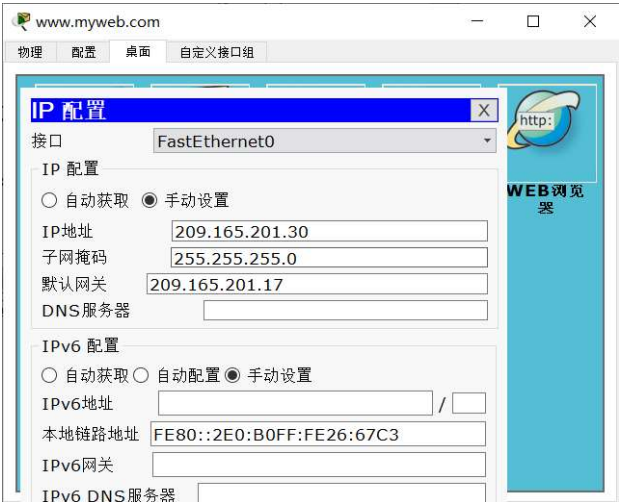 www.myweb.com
物理 配置 桌面 自定义接口组
IP 配置 X
http:
接口 FastEthernet0
WEB浏览器
IP 配置
自动获取 手动设置
IP地址 209.165.201.30
子网掩码 255.255.255.0
默认网关 209.165.201.17
DNS服务器
IPv6 配置
自动获取 自动配置 手动设置
IPv6地址 /
本地链路地址 FE80::2E0:B0FF:FE26:67C3
IPv6网关
IPv6 DNS服务器